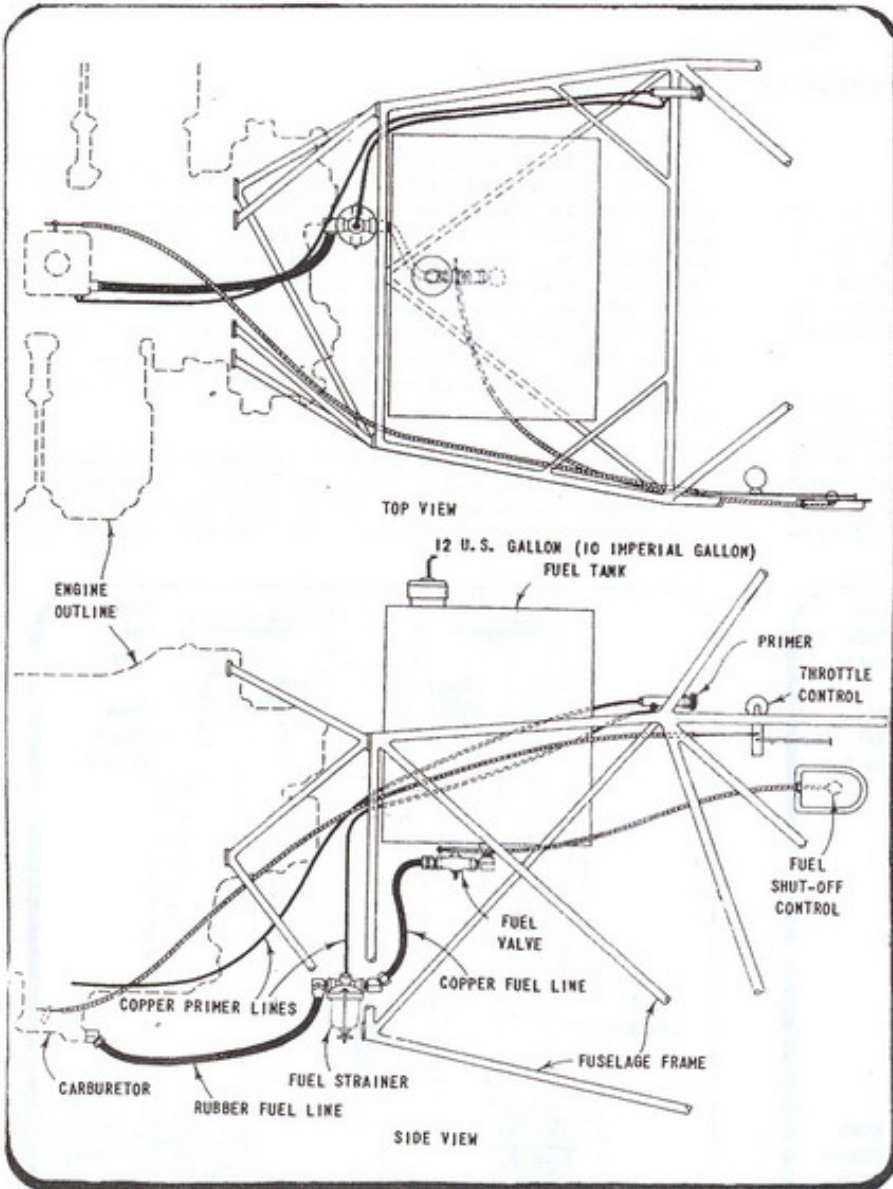 TOP VIEW
12 U.S. GALLON (10 IMPERIAL GALLON)
FUEL TANK
ENGINE
OUTLINE
PRIMER
THROTTLE
CONTROL
FUEL
SHUT-OFF
CONTROL
FUEL
VALVE
COPPER FUEL LINE
COPPER PRIMER LINES
FUSELAGE FRAME
FUEL STRAINER
CARBURETOR
RUBBER FUEL LINE
SIDE VIEW